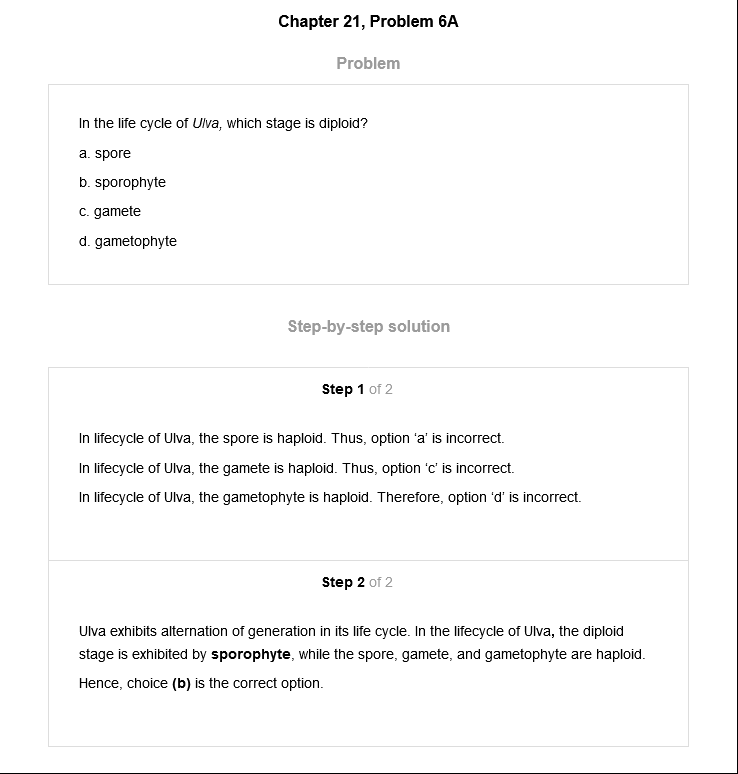 Chapter 21, Problem 6A
Problem
In the life cycle of Ulva, which stage is diploid?
a. spore
b. sporophyte
c. gamete
d. gametophyte
Step-by-step solution
Step 1 of 2
In lifecycle of Ulva, the spore is haploid. Thus, option ‘a’ is incorrect.
In lifecycle of Ulva, the gamete is haploid. Thus, option ‘c’ is incorrect.
In lifecycle of Ulva, the gametophyte is haploid. Therefore, option ‘d’ is incorrect.
Step 2 of 2
Ulva exhibits alternation of generation in its life cycle. In the lifecycle of Ulva, the diploid
stage is exhibited by sporophyte, while the spore, gamete, and gametophyte are haploid.
Hence, choice (b) is the correct option.